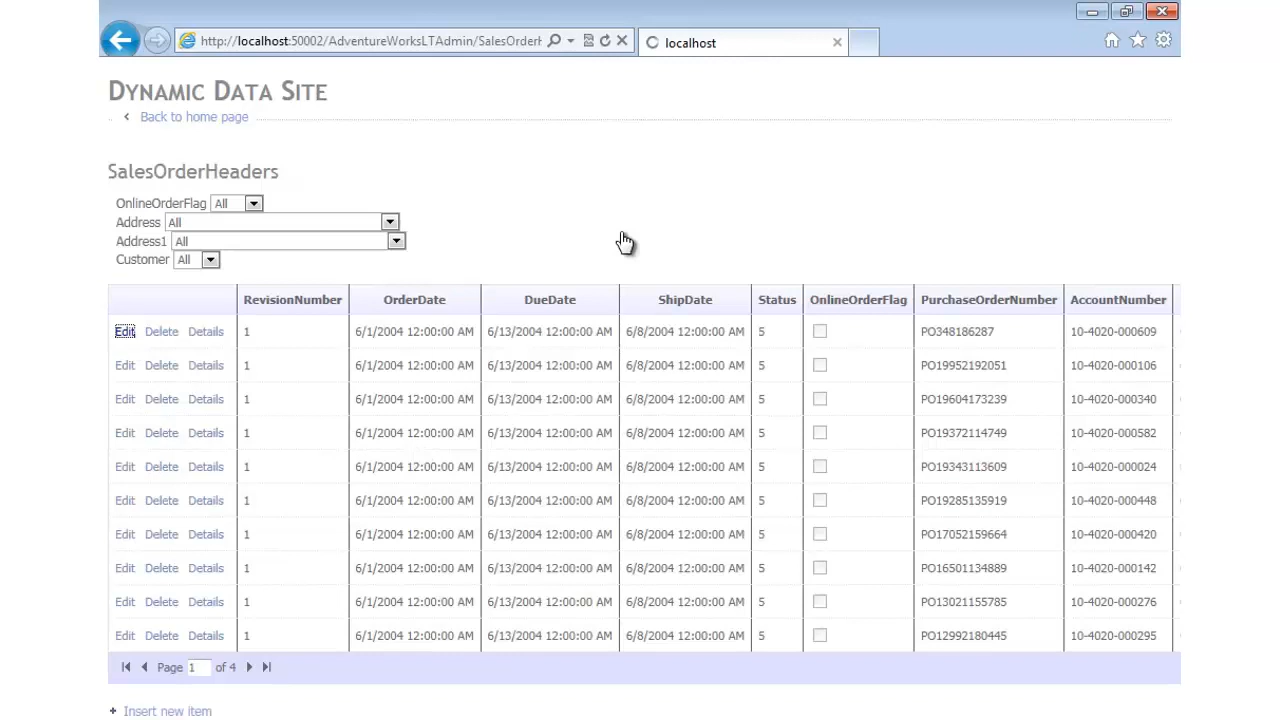 http://localhost:50002/AdventureWorksLTAdmin/SalesOrderH
localhost
Dynamic Data Site
Back to home page
SalesOrderHeaders
OnlineOrderFlag All
Address All
Address1 All
Customer All
RevisionNumber OrderDate DueDate ShipDate Status OnlineOrderFlag PurchaseOrderNumber AccountNumber
Edit Delete Details 1 6/1/2004 12:00:00 AM 6/13/2004 12:00:00 AM 6/8/2004 12:00:00 AM 5 PO348186287 10-4020-000609
Edit Delete Details 1 6/1/2004 12:00:00 AM 6/13/2004 12:00:00 AM 6/8/2004 12:00:00 AM 5 PO19952192051 10-4020-000106
Edit Delete Details 1 6/1/2004 12:00:00 AM 6/13/2004 12:00:00 AM 6/8/2004 12:00:00 AM 5 PO19604173239 10-4020-000340
Edit Delete Details 1 6/1/2004 12:00:00 AM 6/13/2004 12:00:00 AM 6/8/2004 12:00:00 AM 5 PO19372114749 10-4020-000582
Edit Delete Details 1 6/1/2004 12:00:00 AM 6/13/2004 12:00:00 AM 6/8/2004 12:00:00 AM 5 PO19343113609 10-4020-000024
Edit Delete Details 1 6/1/2004 12:00:00 AM 6/13/2004 12:00:00 AM 6/8/2004 12:00:00 AM 5 PO19285135919 10-4020-000448
Edit Delete Details 1 6/1/2004 12:00:00 AM 6/13/2004 12:00:00 AM 6/8/2004 12:00:00 AM 5 PO17052159664 10-4020-000420
Edit Delete Details 1 6/1/2004 12:00:00 AM 6/13/2004 12:00:00 AM 6/8/2004 12:00:00 AM 5 PO16501134889 10-4020-000142
Edit Delete Details 1 6/1/2004 12:00:00 AM 6/13/2004 12:00:00 AM 6/8/2004 12:00:00 AM 5 PO13021155785 10-4020-000276
Edit Delete Details 1 6/1/2004 12:00:00 AM 6/13/2004 12:00:00 AM 6/8/2004 12:00:00 AM 5 PO12992180445 10-4020-000295
Page 1 of 4
Insert new item